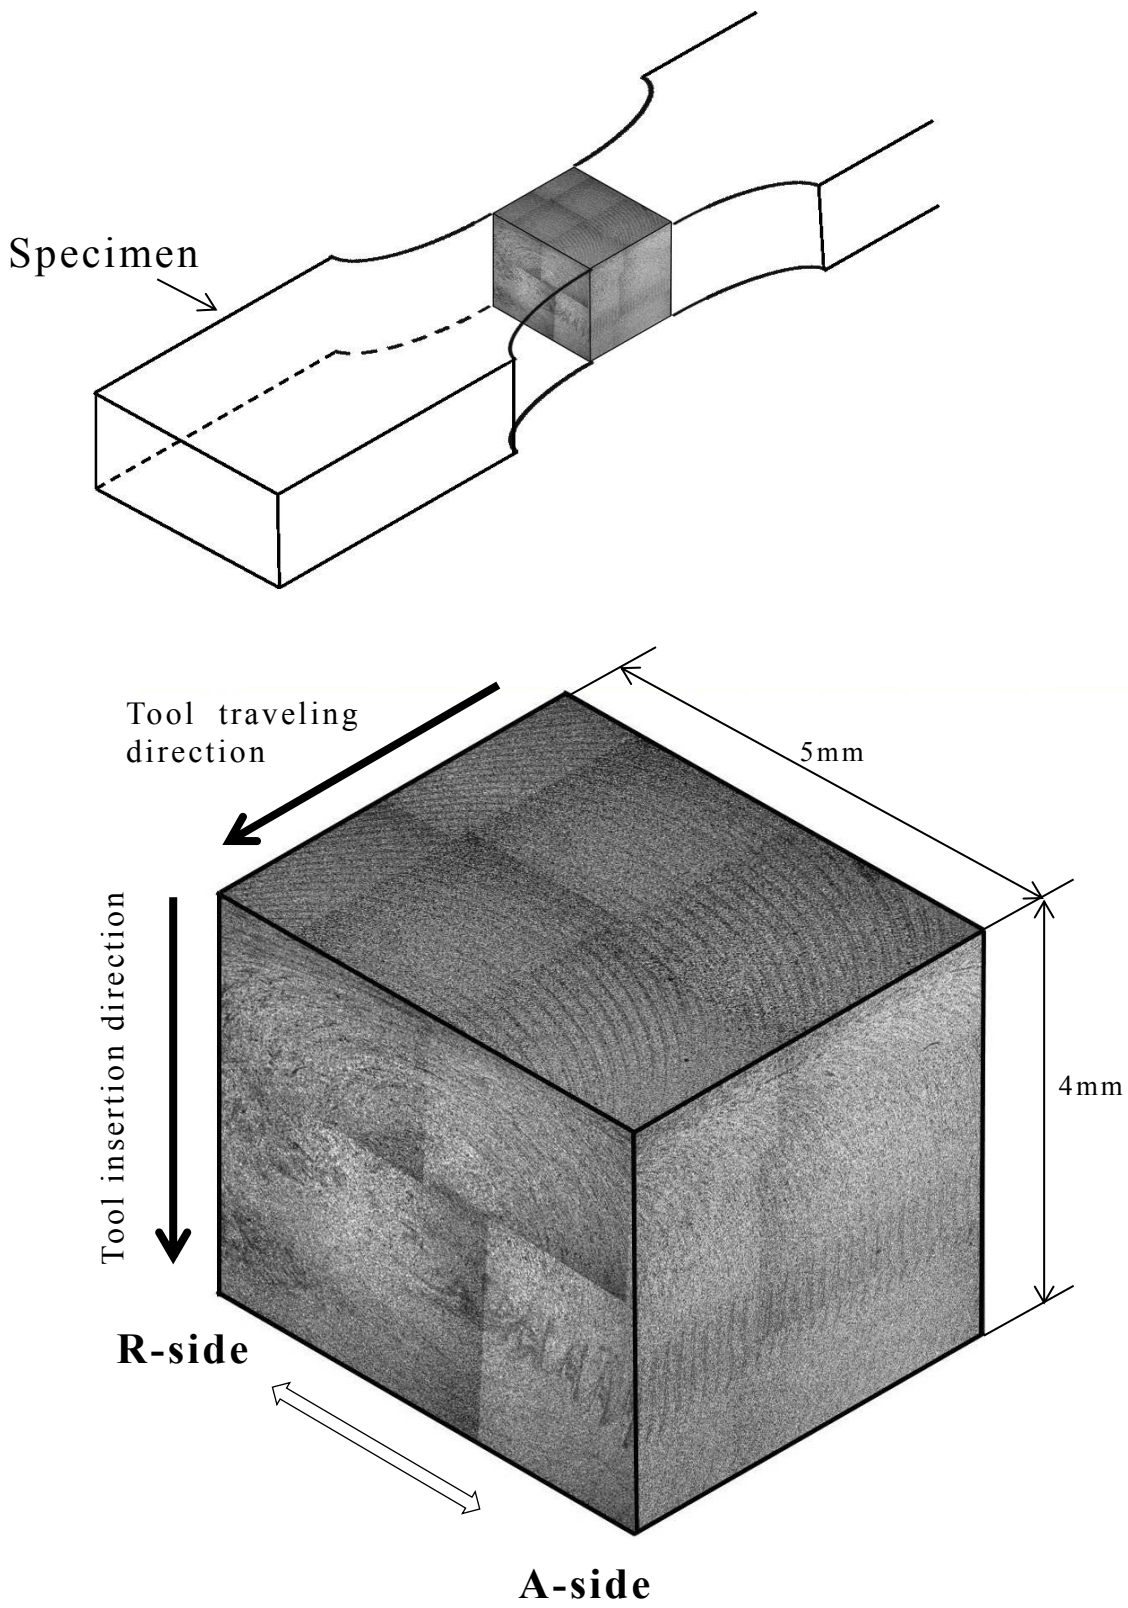 Specimen
Tool traveling
direction
5mm
Tool insertion direction
4mm
R-side
A-side